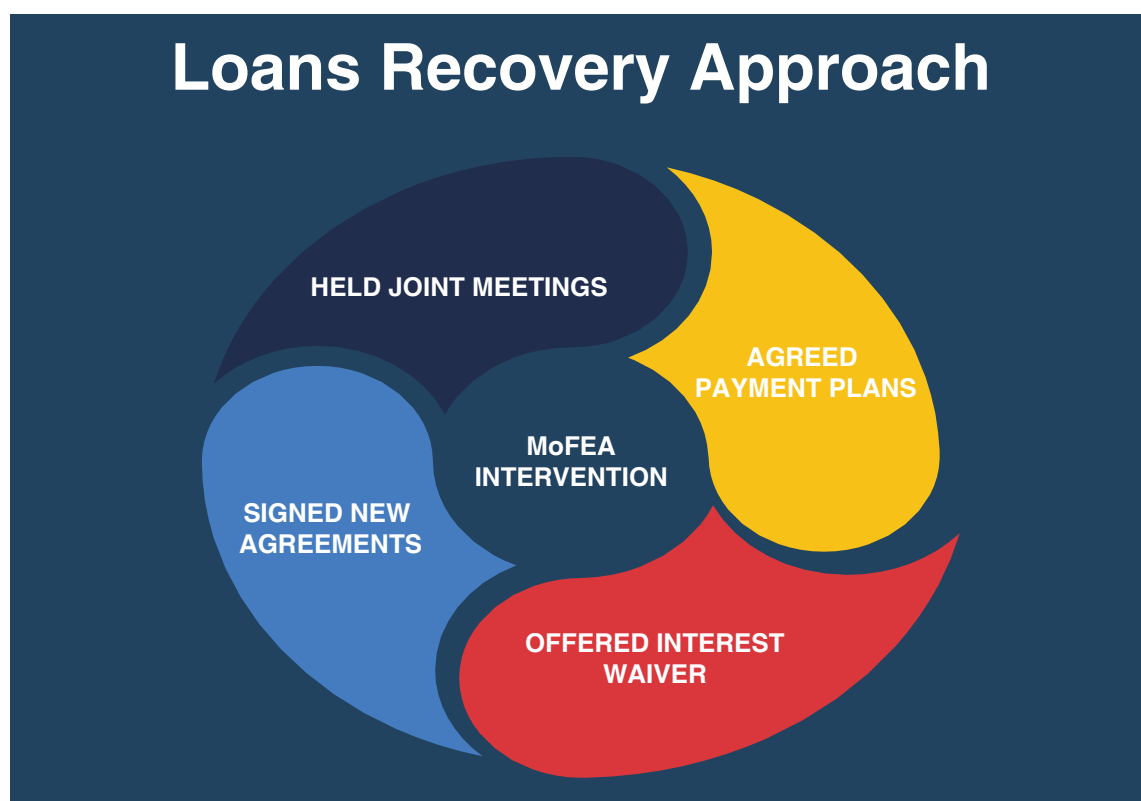 Loans Recovery Approach
HELD JOINT MEETINGS
AGREED
PAYMENT PLANS
MoFEA
INTERVENTION
SIGNED NEW
AGREEMENTS
OFFERED INTEREST
WAIVER